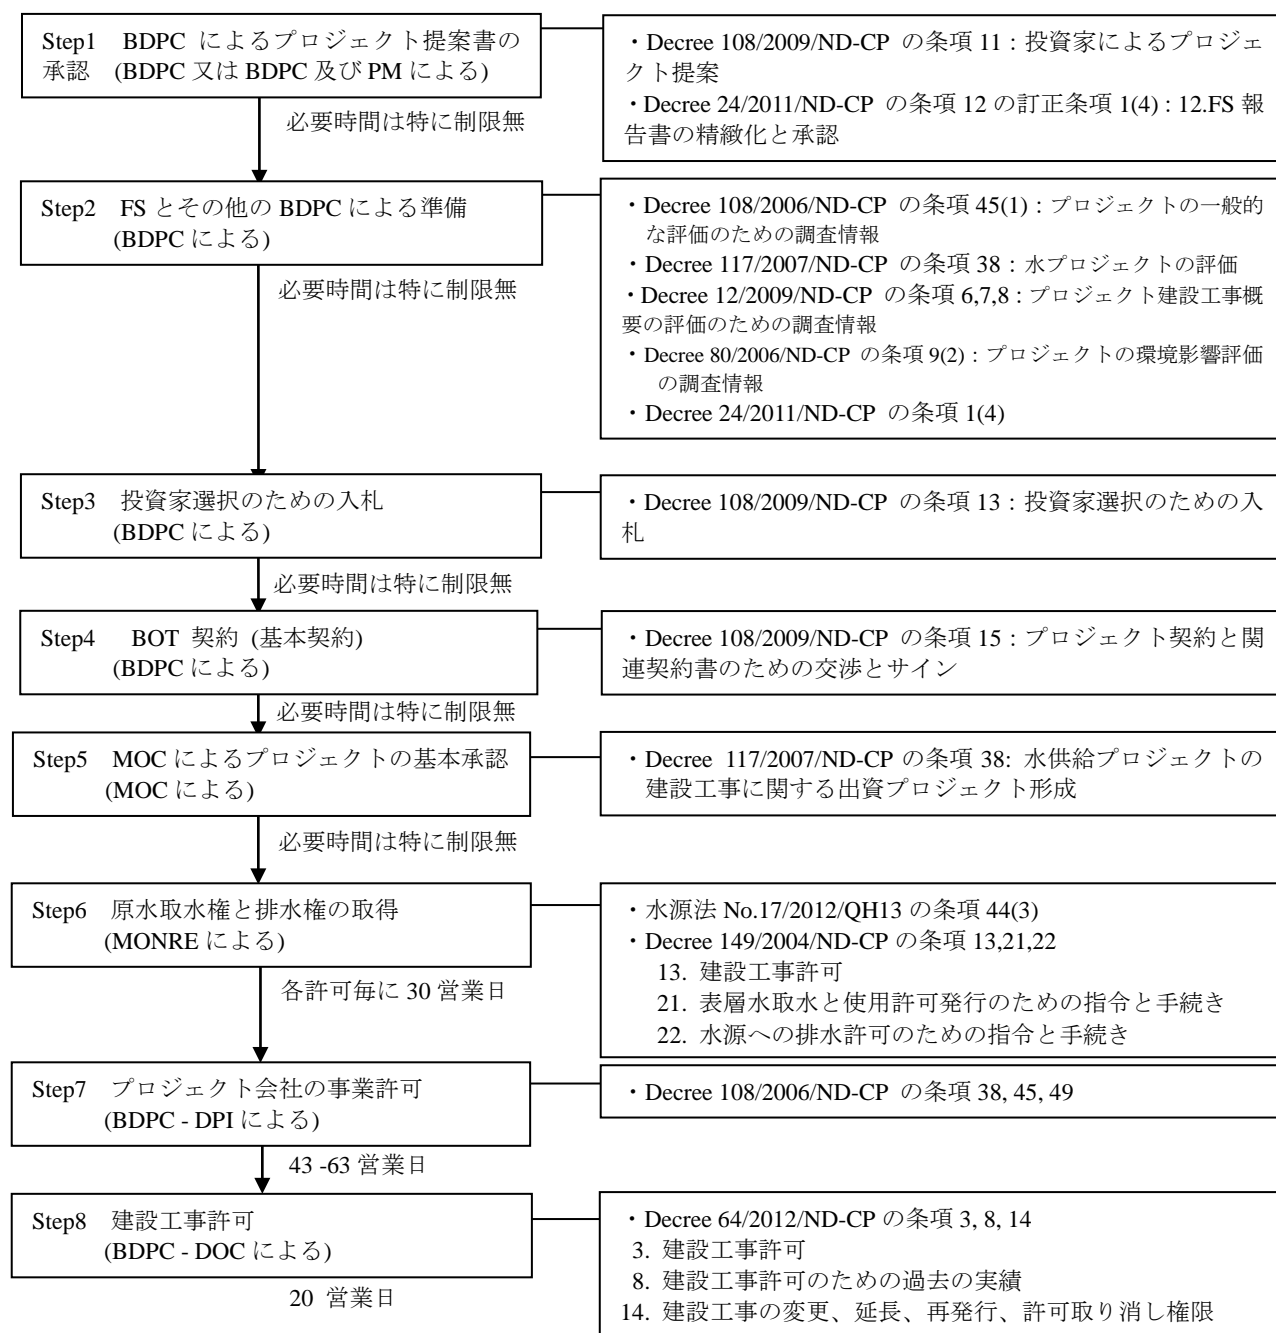 Step1 BDPC によるプロジェクト提案書の
承認 (BDPC 又は BDPC 及び PM による)
・Decree 108/2009/ND-CP の条項 11：投資家によるプロジェ
クト提案
・Decree 24/2011/ND-CP の条項 12 の訂正条項 1(4) : 12.FS 報
告書の精緻化と承認
必要時間は特に制限無
Step2 FS とその他の BDPC による準備
(BDPC による)
・Decree 108/2006/ND-CP の条項 45(1)：プロジェクトの一般的
な評価のための調査情報
・Decree 117/2007/ND-CP の条項 38：水プロジェクトの評価
・Decree 12/2009/ND-CP の条項 6,7,8：プロジェクト建設工事概
要の評価のための調査情報
・Decree 80/2006/ND-CP の条項 9(2)：プロジェクトの環境影響評価
の調査情報
・Decree 24/2011/ND-CP の条項 1(4)
必要時間は特に制限無
Step3 投資家選択のための入札
(BDPC による)
・Decree 108/2009/ND-CP の条項 13：投資家選択のための入
札
必要時間は特に制限無
Step4 BOT 契約 (基本契約)
(BDPC による)
・Decree 108/2009/ND-CP の条項 15：プロジェクト契約と関
連契約書のための交渉とサイン
必要時間は特に制限無
Step5 MOC によるプロジェクトの基本承認
(MOC による)
・Decree 117/2007/ND-CP の条項 38: 水供給プロジェクトの
建設工事に関する出資プロジェクト形成
必要時間は特に制限無
Step6 原水取水権と排水権の取得
(MONRE による)
・水源法 No.17/2012/QH13 の条項 44(3)
・Decree 149/2004/ND-CP の条項 13,21,22
13. 建設工事許可
21. 表層水取水と使用許可発行のための指令と手続き
22. 水源への排水許可のための指令と手続き
各許可毎に 30 営業日
Step7 プロジェクト会社の事業許可
(BDPC - DPI による)
・Decree 108/2006/ND-CP の条項 38, 45, 49
43 -63 営業日
Step8 建設工事許可
(BDPC - DOC による)
・Decree 64/2012/ND-CP の条項 3, 8, 14
3. 建設工事許可
8. 建設工事許可のための過去の実績
14. 建設工事の変更、延長、再発行、許可取り消し権限
20 営業日